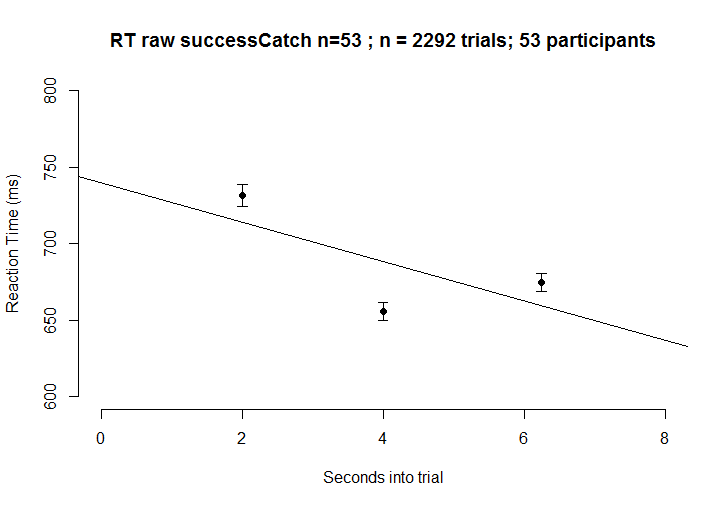 RT raw successCatch n=53 ; n = 2292 trials; 53 participants
Reaction Time (ms)
800
750
700
650
600
0 2 4 6 8
Seconds into trial